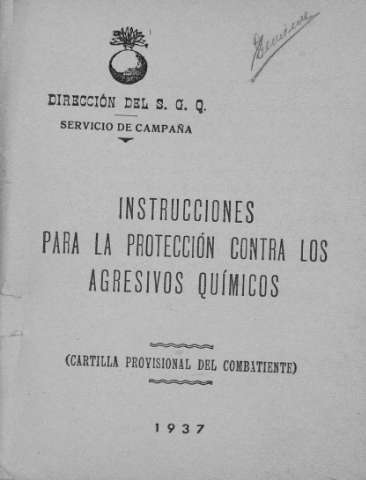 DIRECCIÓN DEL S. G. Q.
SERVICIO DE CAMPAÑA
INSTRUCCIONES
PARA LA PROTECCIÓN CONTRA LOS
AGRESIVOS QUÍMICOS
(CARTILLA PROVISIONAL DEL COMBATIENTE)
1937